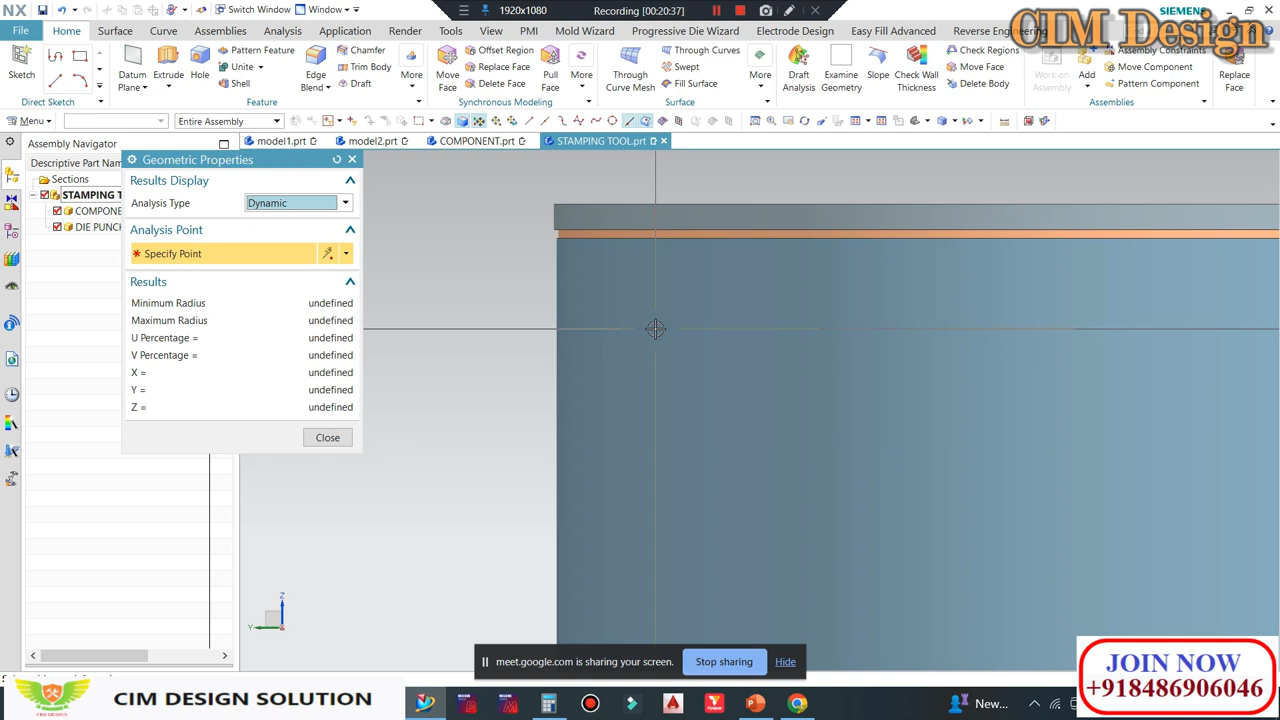 NX
Switch Window
Window
1920x1080
Recording [00:20:37]
SIEMENS
CIM Design
File
Home
Surface
Curve
Assemblies
Analysis
Application
Render
Tools
View
PMI
Mold Wizard
Progressive Die Wizard
Electrode Design
Easy Fill Advanced
Reverse Engineering
Sketch
Direct Sketch
Datum Plane
Extrude
Hole
Pattern Feature
Unite
Shell
Edge Blend
Chamfer
Trim Body
Draft
More
Feature
Move Face
Offset Region
Replace Face
Delete Face
Pull Face
More
Synchronous Modeling
Through Curve Mesh
Through Curves
Swept
Fill Surface
More
Surface
Draft Analysis
Examine Geometry
Slope
Check Wall Thickness
Check Regions
Move Face
Delete Body
Work on Assembly
Add
Assembly Constraints
Move Component
Pattern Component
Assemblies
Replace Face
Menu
Entire Assembly
Assembly Navigator
model1.prt
model2.prt
COMPONENT.prt
STAMPING TOOL.prt
Descriptive Part Nam
Sections
STAMPING T
COMPONE
DIE PUNCH
Geometric Properties
Results Display
Analysis Type
Dynamic
Analysis Point
* Specify Point
Results
Minimum Radius undefined
Maximum Radius undefined
U Percentage = undefined
V Percentage = undefined
X = undefined
Y = undefined
Z = undefined
Close
Z
Y
X
meet.google.com is sharing your screen.
Stop sharing
Hide
JOIN NOW
+918486906046
CIM DESIGN SOLUTION
New...